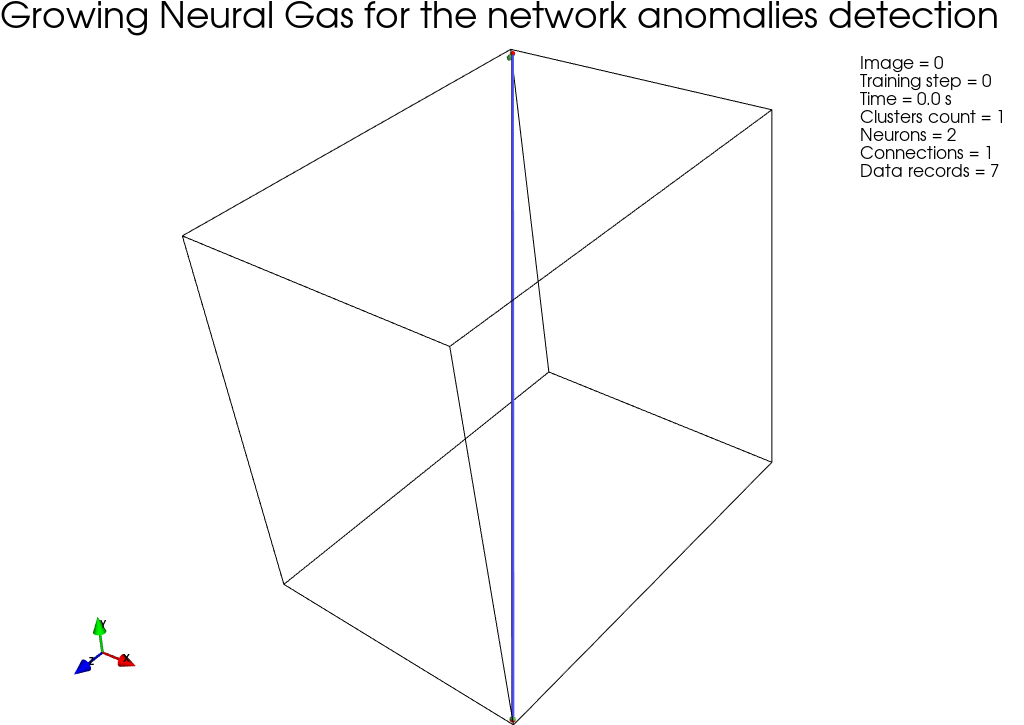 Growing Neural Gas for the network anomalies detection
Image = 0
Training step = 0
Time = 0.0 s
Clusters count = 1
Neurons = 2
Connections = 1
Data records = 7
Y
Z
X